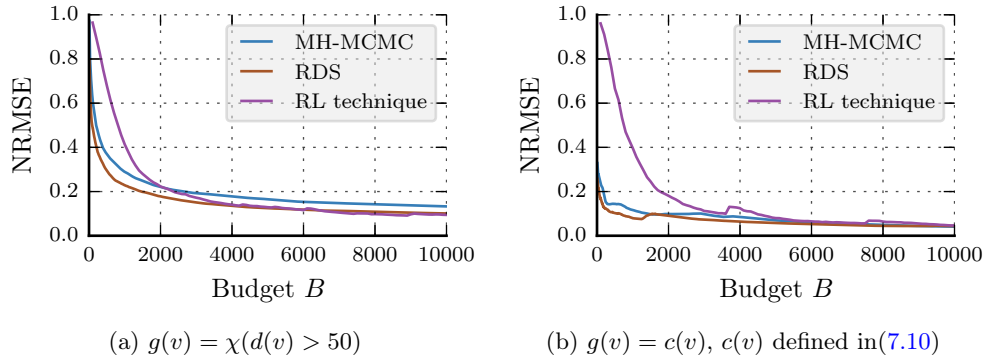 1.0
0.8
0.6
0.4
0.2
0.0
NRMSE
MH-MCMC
RDS
RL technique
0 2000 4000 6000 8000 10000
Budget B
(a) g(v) = χ(d(v) > 50)
1.0
0.8
0.6
0.4
0.2
0.0
NRMSE
MH-MCMC
RDS
RL technique
0 2000 4000 6000 8000 10000
Budget B
(b) g(v) = c(v), c(v) defined in(7.10)